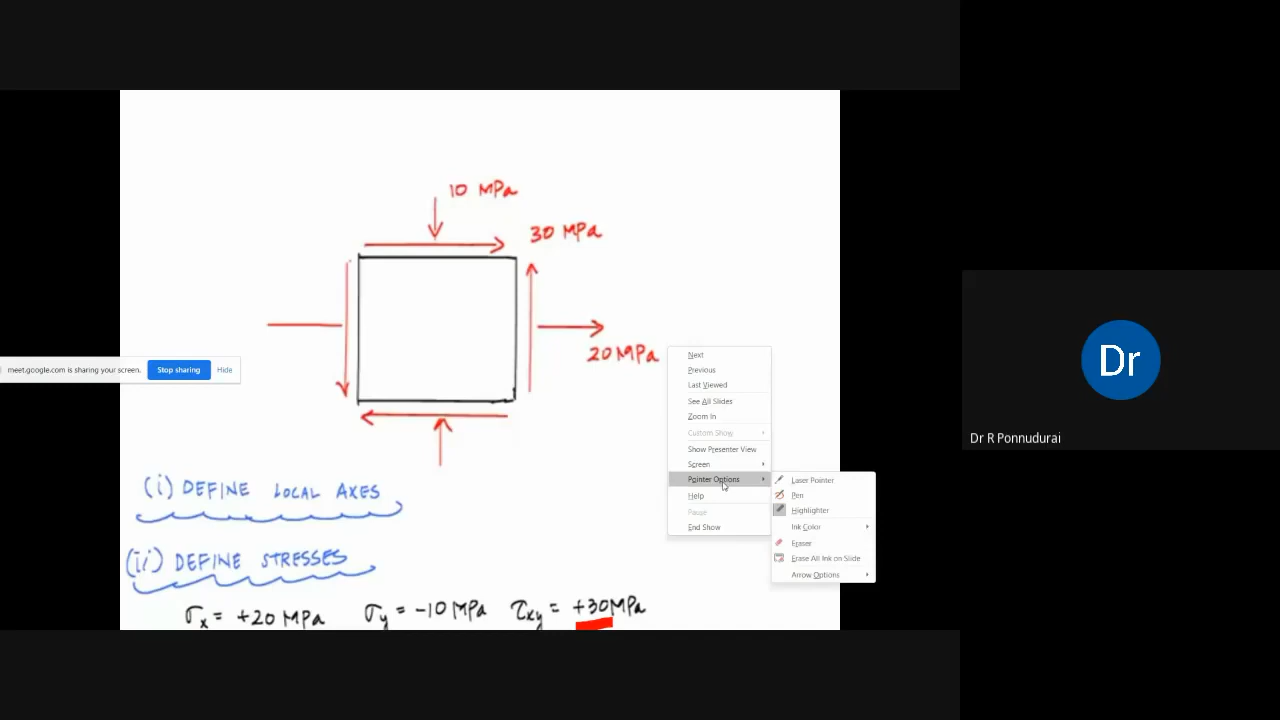 10 MPa
30 MPa
20 MPa
meet.google.com is sharing your screen.
Stop sharing
Hide
Next
Previous
Last Viewed
See All Slides
Zoom In
Custom Show
Show Presenter View
Screen
Pointer Options
Help
Pause
End Show
Laser Pointer
Pen
Highlighter
Ink Color
Eraser
Erase All Ink on Slide
Arrow Options
Dr
Dr R Ponnudurai
(i) DEFINE LOCAL AXES
(ii) DEFINE STRESSES
σx = +20 MPa σy = -10 MPa τxy = +30MPa